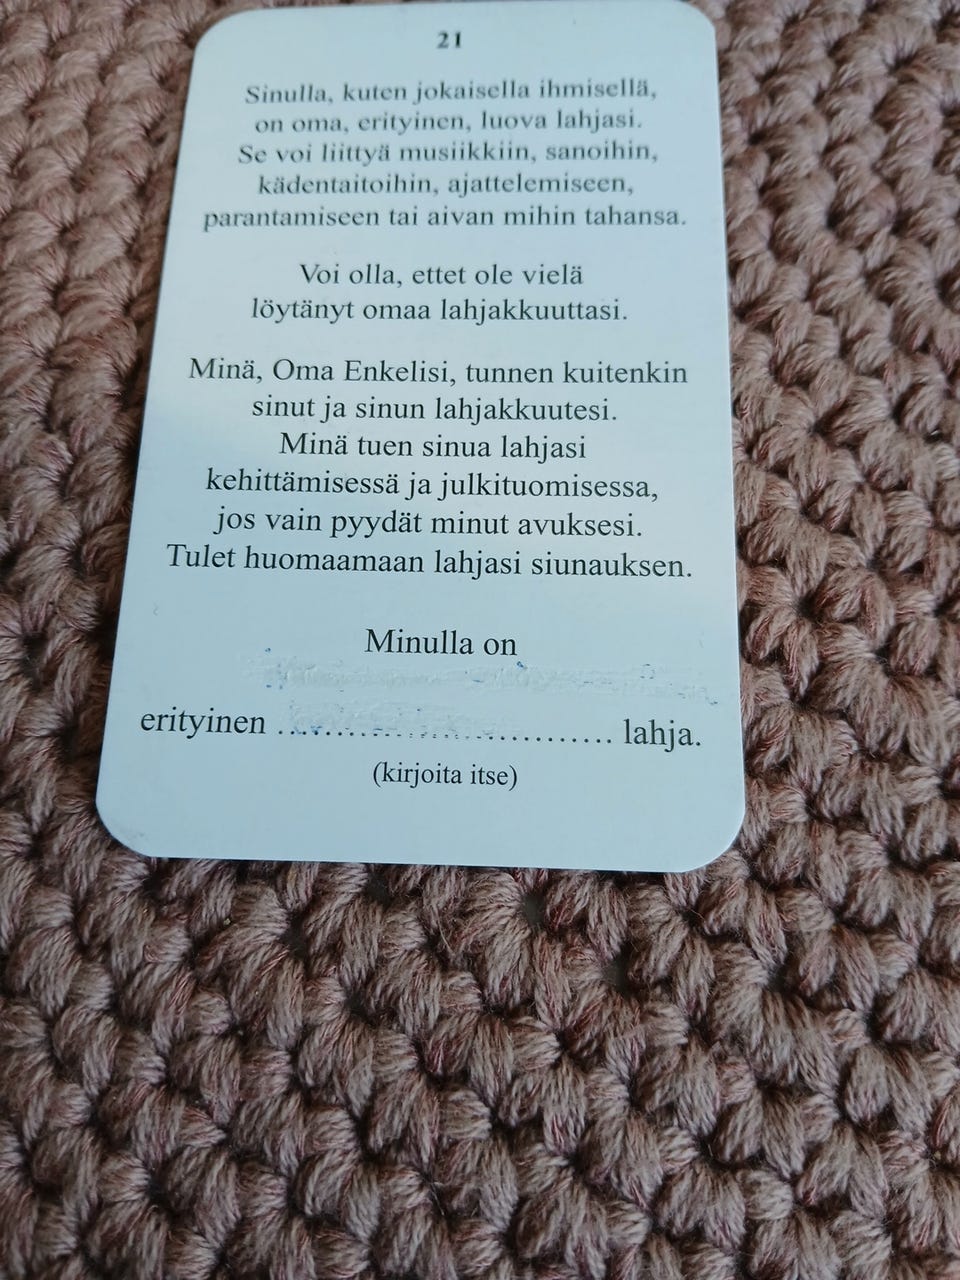 21
Sinulla, kuten jokaisella ihmisellä,
on oma, erityinen, luova lahjasi.
Se voi liittyä musiikkiin, sanoihin,
kädentaitoihin, ajattelemiseen,
parantamiseen tai aivan mihin tahansa.
Voi olla, ettet ole vielä
löytänyt omaa lahjakkuuttasi.
Minä, Oma Enkelisi, tunnen kuitenkin
sinut ja sinun lahjakkuutesi.
Minä tuen sinua lahjasi
kehittämisessä ja julkituomisessa,
jos vain pyydät minut avuksesi.
Tulet huomaamaan lahjasi siunauksen.
Minulla on
erityinen .................................. lahja.
(kirjoita itse)